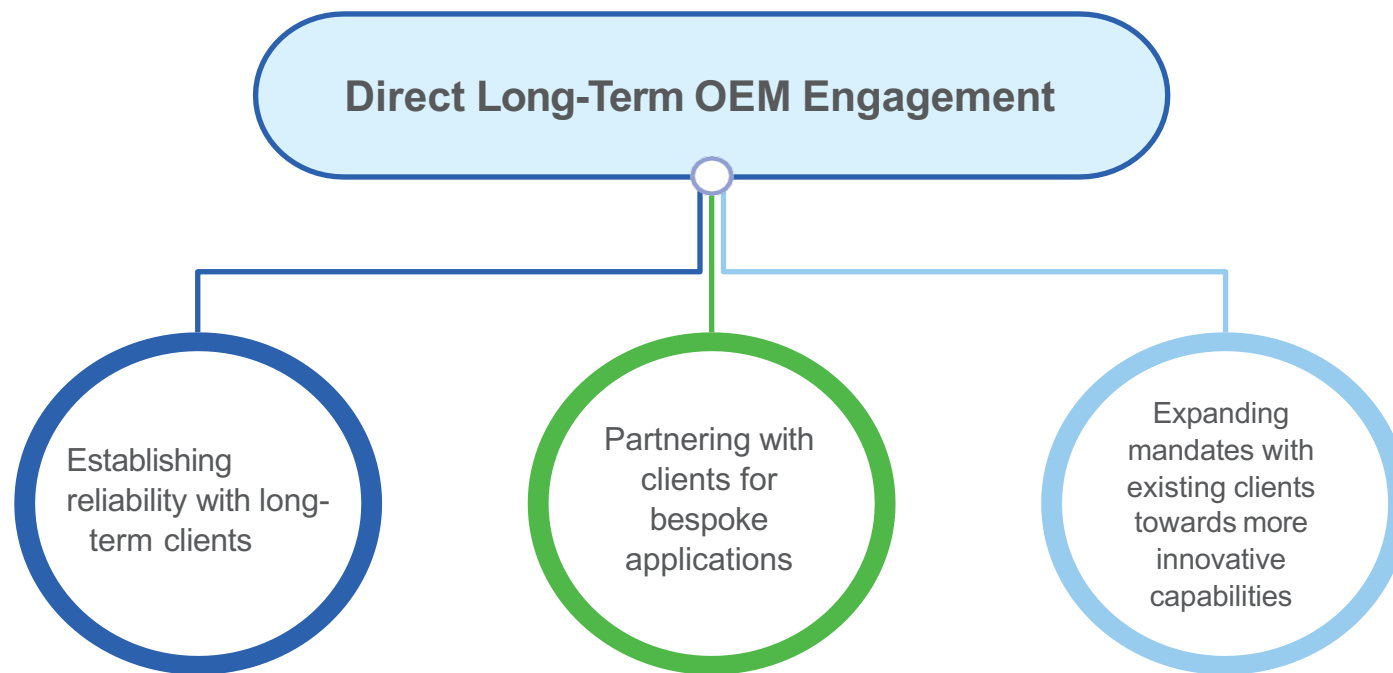 Direct Long-Term OEM Engagement
Establishing
reliability with long-
term clients
Partnering with
clients for
bespoke
applications
Expanding
mandates with
existing clients
towards more
innovative
capabilities